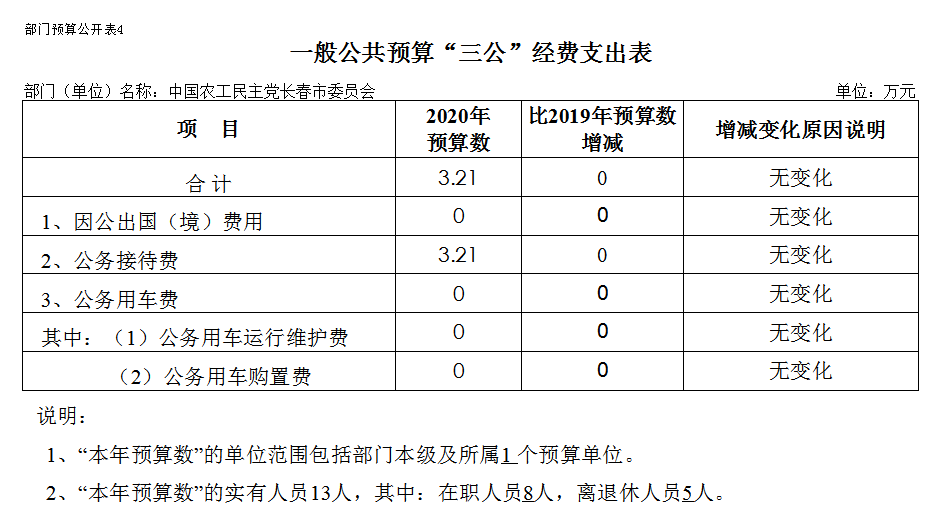 部门预算公开表4
一般公共预算“三公”经费支出表
部门（单位）名称：中国农工民主党长春市委员会 单位：万元
项 目 2020年预算数 比2019年预算数增减 增减变化原因说明
合 计 3.21 0 无变化
1、因公出国（境）费用 0 0 无变化
2、公务接待费 3.21 0 无变化
3、公务用车费 0 0 无变化
其中：（1）公务用车运行维护费 0 0 无变化
（2）公务用车购置费 0 0 无变化
说明：
1、“本年预算数”的单位范围包括部门本级及所属1 个预算单位。
2、“本年预算数”的实有人员13人，其中：在职人员8人，离退休人员5人。